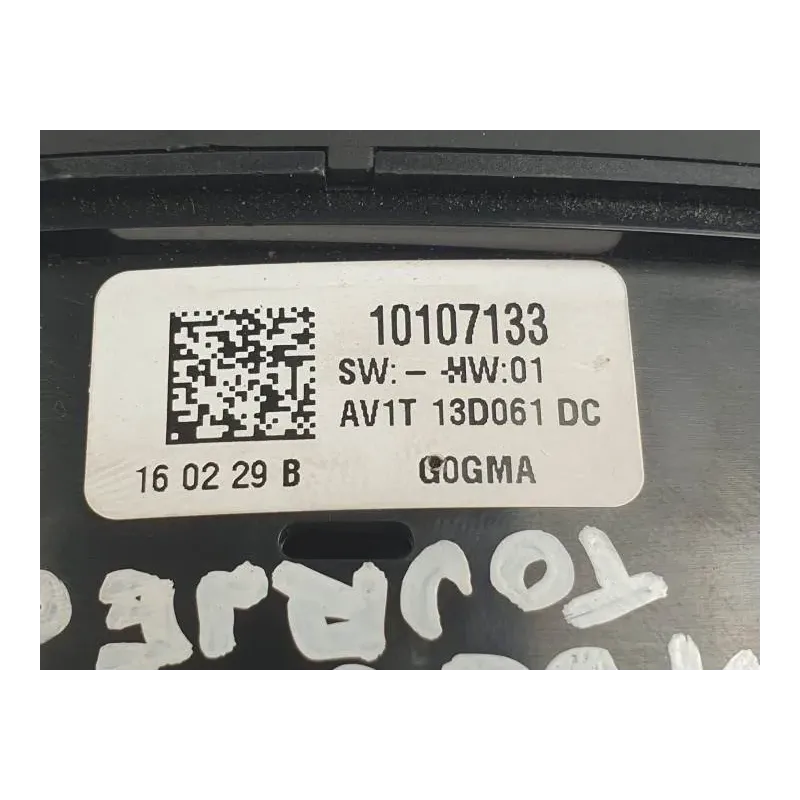 10107133
SW:- -HW:01
AV1T 13D061 DC
16 02 29 B G0GMA